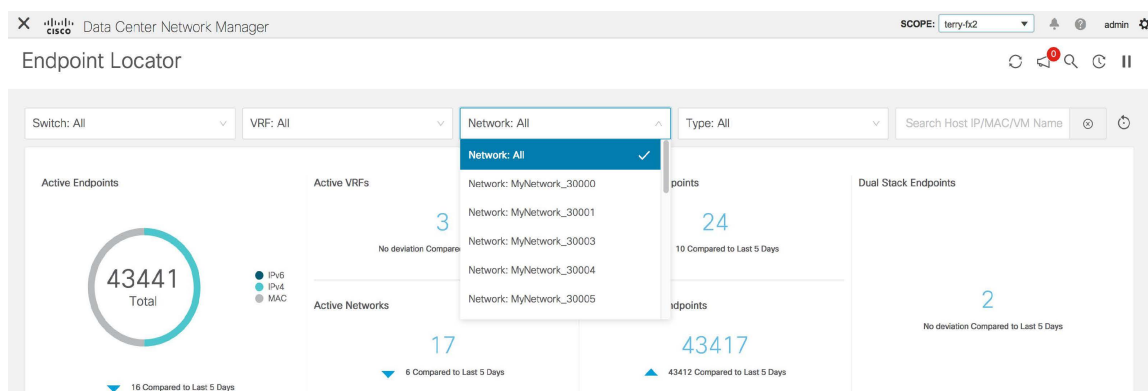 CISCO Data Center Network Manager SCOPE: terry-fx2 admin
Endpoint Locator 0
Switch: All VRF: All Network: All Type: All Search Host IP/MAC/VM Name
Network: All
Active Endpoints Active VRFs Network: MyNetwork_30000 points Dual Stack Endpoints
Network: MyNetwork_30001
3 24
Network: MyNetwork_30003
No deviation Compare 10 Compared to Last 5 Days
43441 Total
IPv6
IPv4
MAC
Network: MyNetwork_30004
Network: MyNetwork_30005
Active Networks dpoints
2
No deviation Compared to Last 5 Days
17 43417
6 Compared to Last 5 Days 43412 Compared to Last 5 Days
16 Compared to Last 5 Days